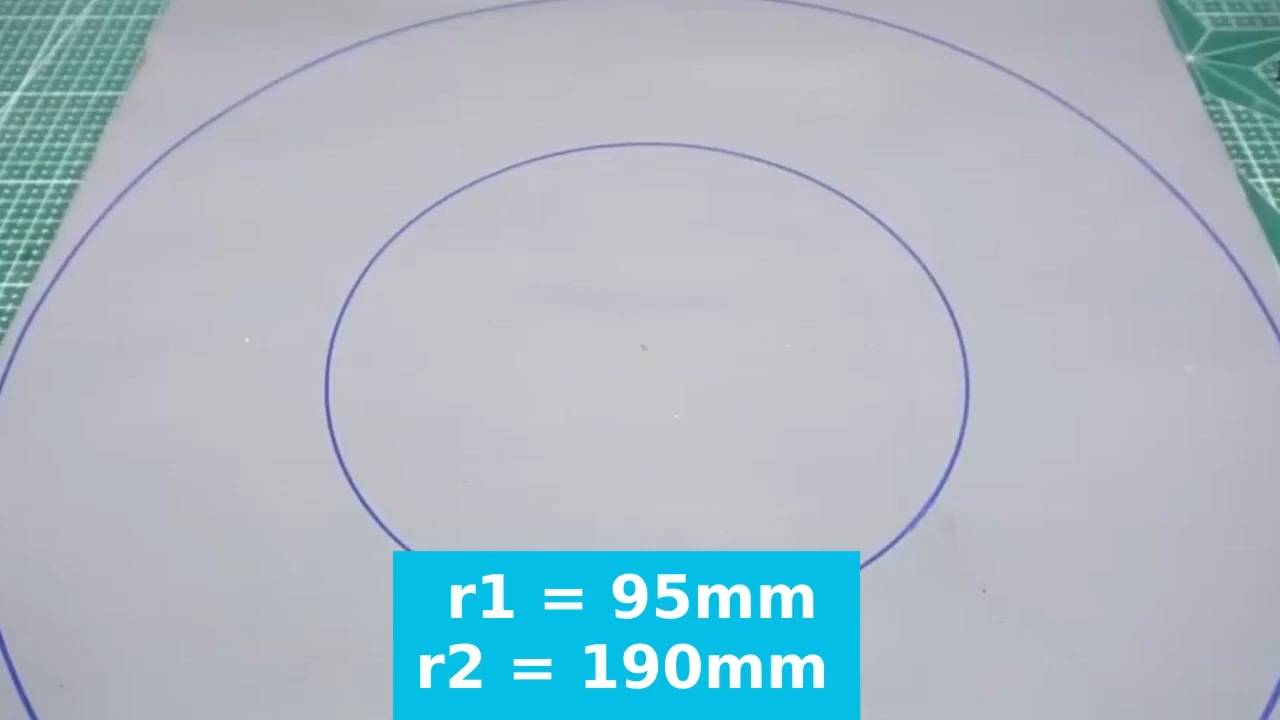 r1 = 95mm
r2 = 190mm